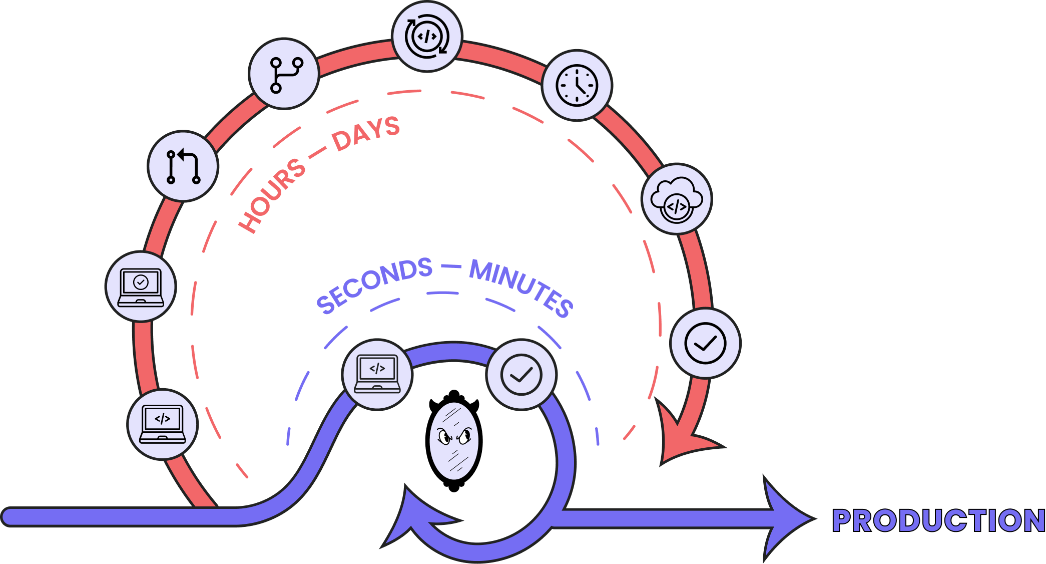 HOURS — DAYS
SECONDS — MINUTES
</>
</>
</>
</>
</>
PRODUCTION